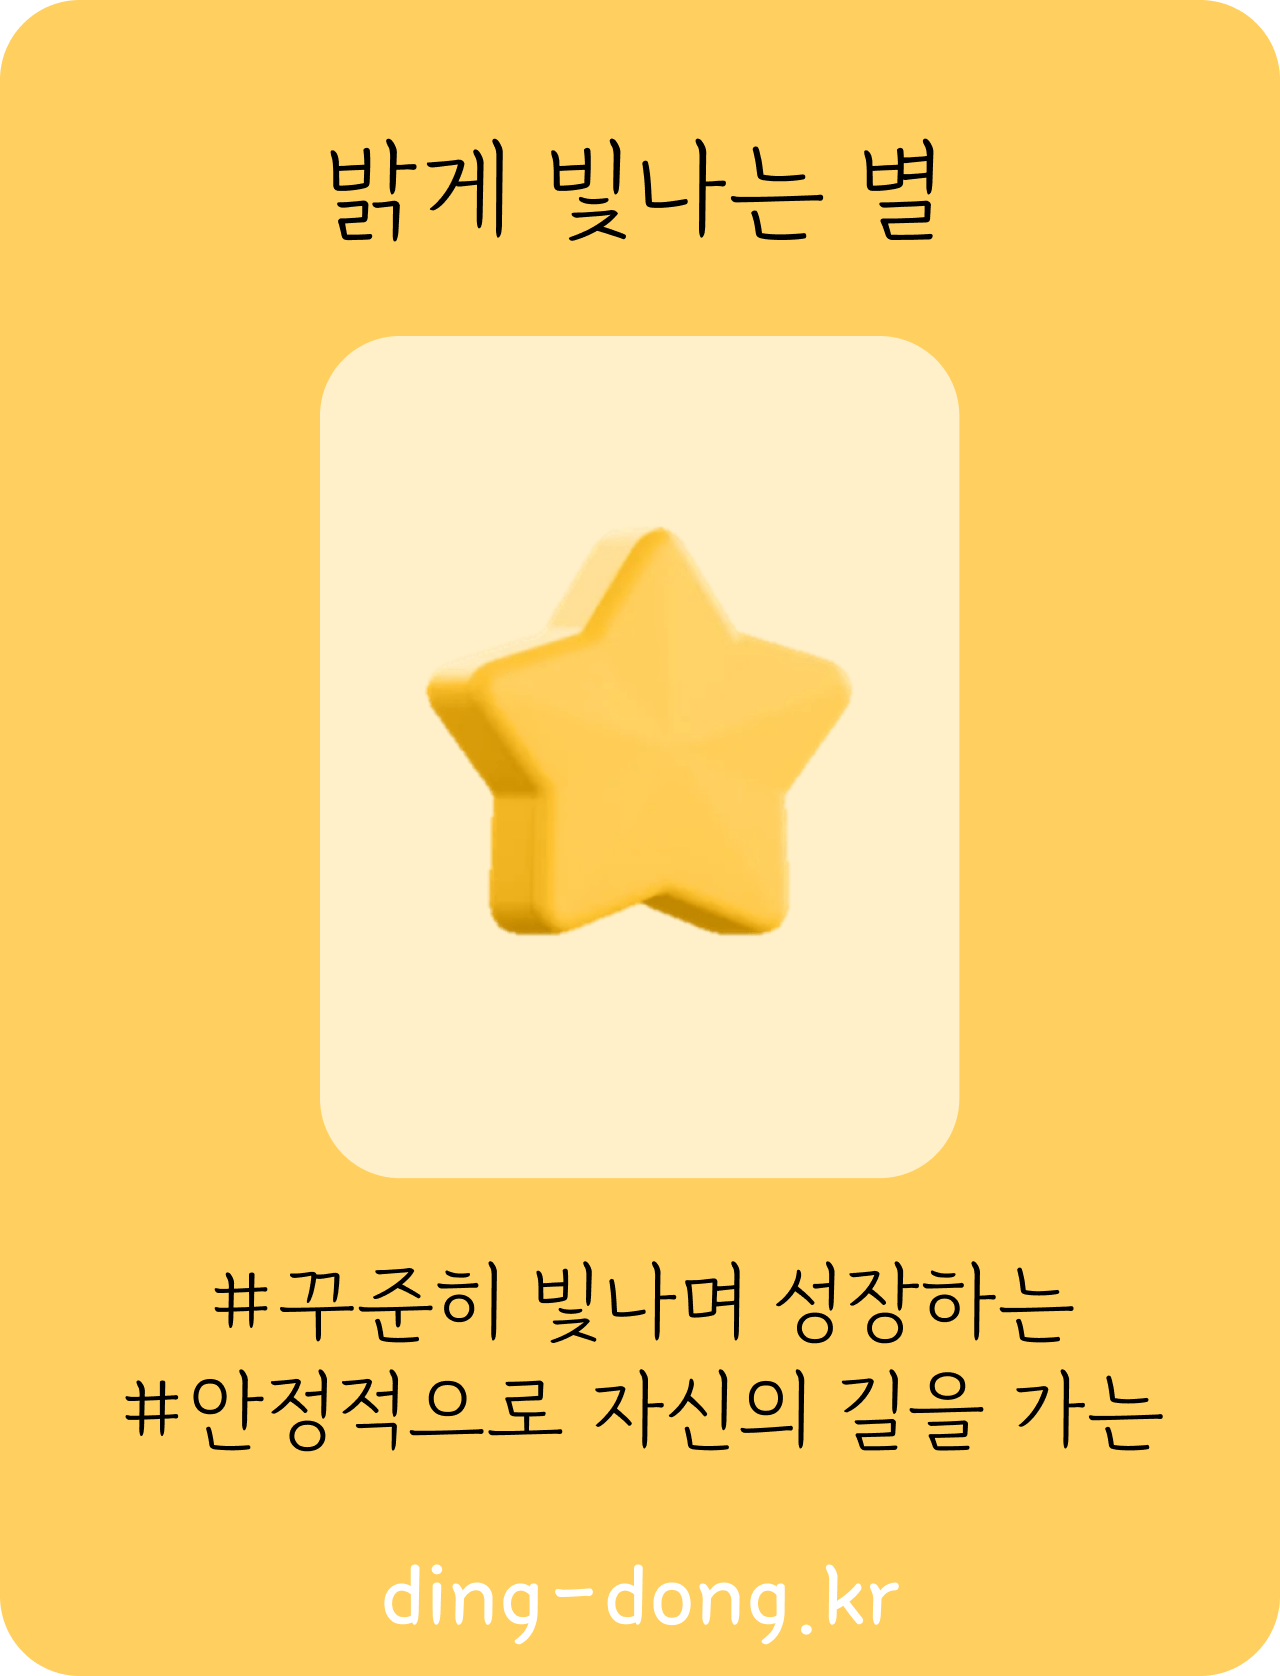 밝게 빛나는 별
#꾸준히 빛나며 성장하는
#안정적으로 자신의 길을 가는
ding-dong.kr